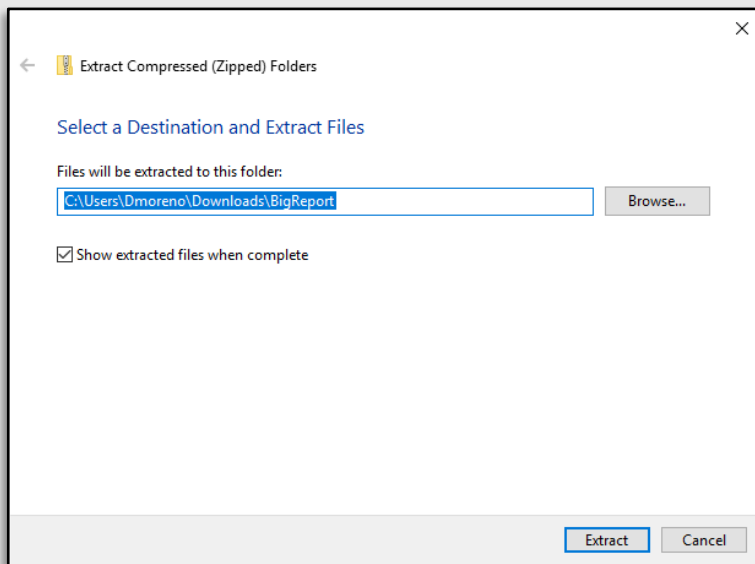 Extract Compressed (Zipped) Folders
Select a Destination and Extract Files
Files will be extracted to this folder:
C:\Users\Dmoreno\Downloads\BigReport
Browse...
Show extracted files when complete
Extract
Cancel